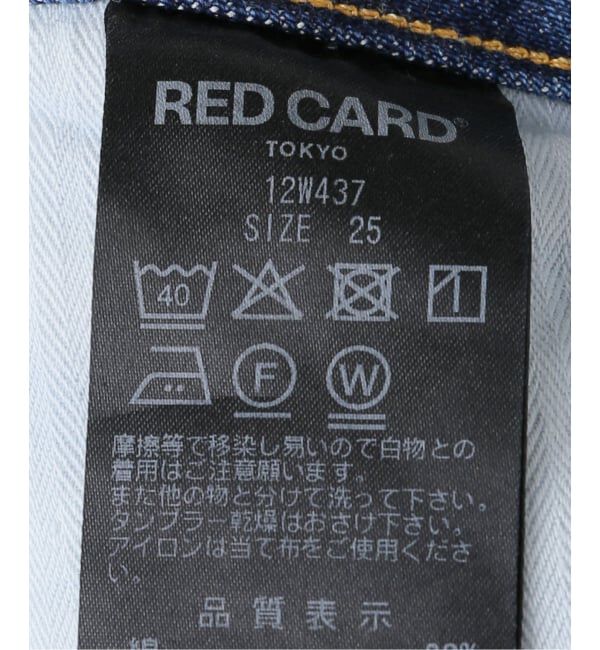 RED CARD®
TOKYO
12W437
SIZE 25
40
F W
摩擦等で移染し易いので白物との
着用はご注意願います。
また他の物と分けて洗って下さい。
タンブラー乾燥はおさけ下さい。
アイロンは当て布をご使用くださ
い。
品質表示
綿 98%